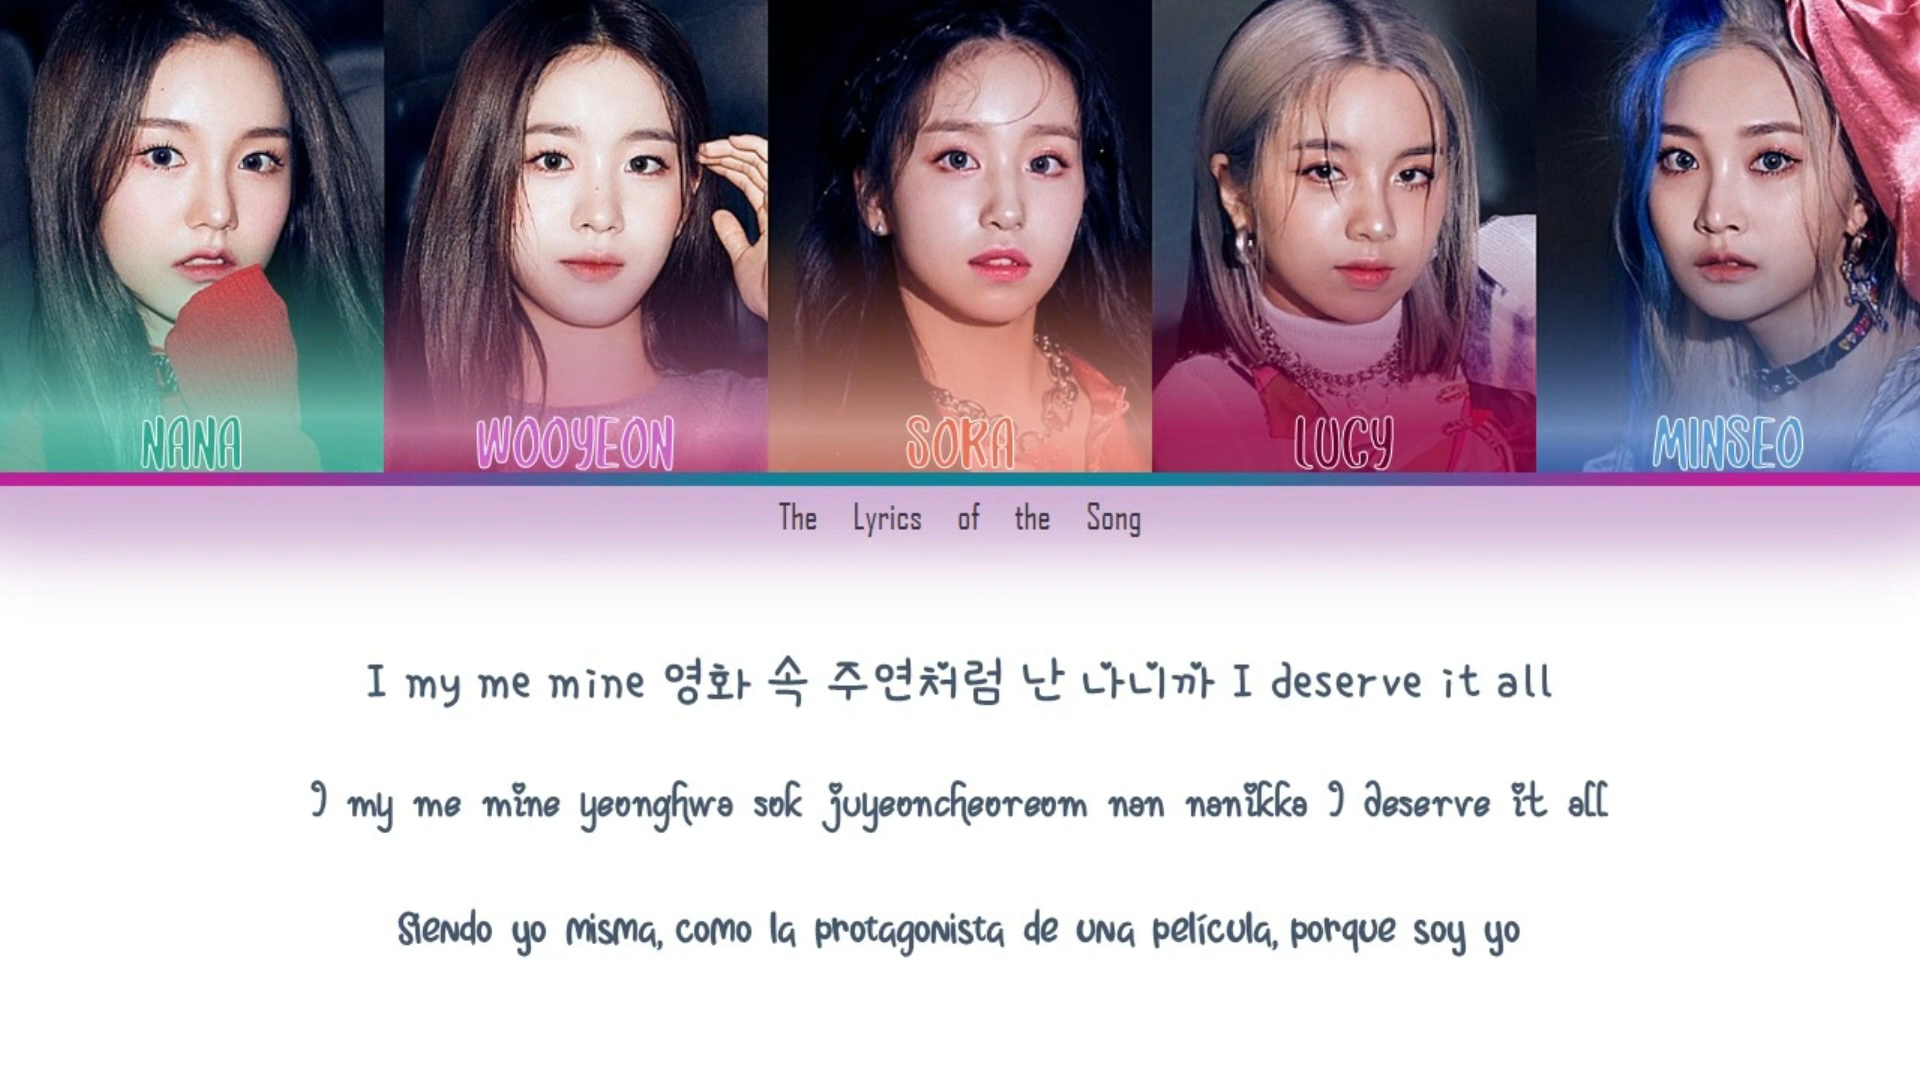 NANA
WOOYEON
SORA
LUCY
MINSEO
The Lyrics of the Song
I my me mine 영화 속 주연처럼 난 나니까 I deserve it all
I my me mine yeonghwa sok juyeoncheoreom nan nanikka I deserve it all
Siendo yo misma, como la protagonista de una película, porque soy yo